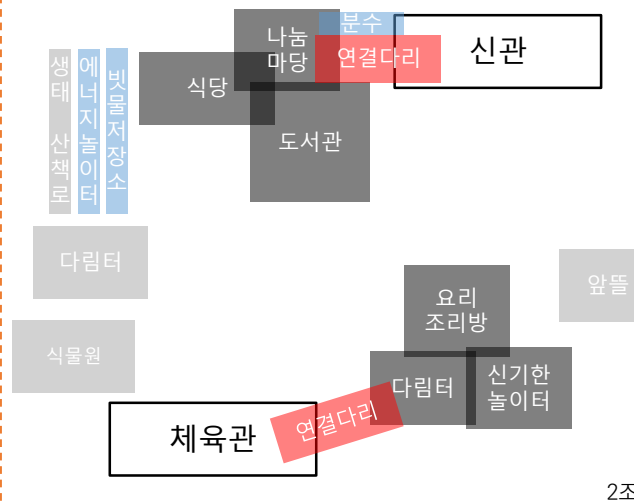 분수
나눔
마당
연결다리
신관
식당
도서관
생태 산책로
에너지놀이터
빗물저장소
다림터
앞뜰
요리
조리방
식물원
다림터
신기한
놀이터
연결다리
체육관
2조